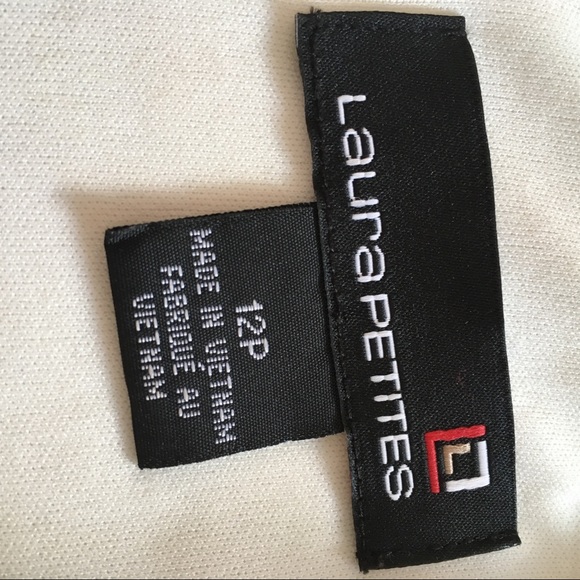 Laura PETITES
12P
MADE IN VIETNAM
FABRIQUÉ AU
VIETNAM